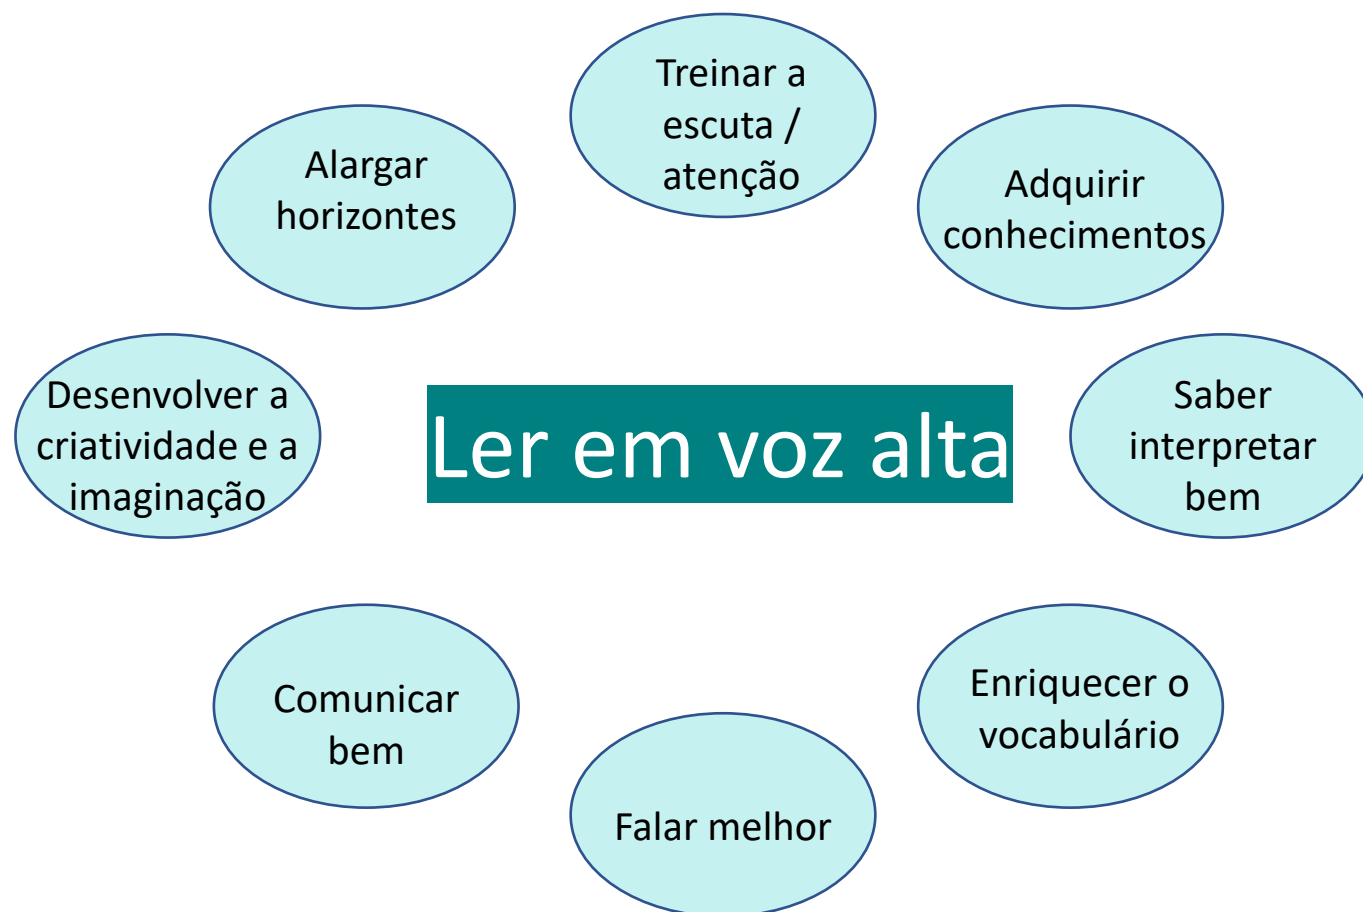 Treinar a
escuta /
atenção
Alargar
horizontes
Adquirir
conhecimentos
Desenvolver a
criatividade e a
imaginação
Ler em voz alta
Saber
interpretar
bem
Comunicar
bem
Enriquecer o
vocabulário
Falar melhor